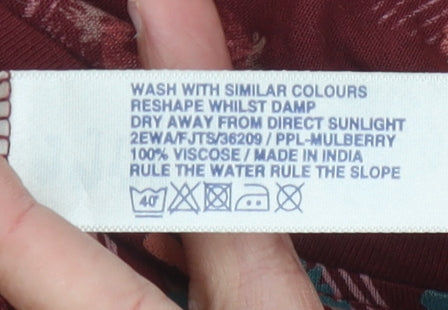 WASH WITH SIMILAR COLOURS
RESHAPE WHILST DAMP
DRY AWAY FROM DIRECT SUNLIGHT
2EWA/FJTS/36209 / PPL-MULBERRY
100% VISCOSE / MADE IN INDIA
RULE THE WATER RULE THE SLOPE
40°